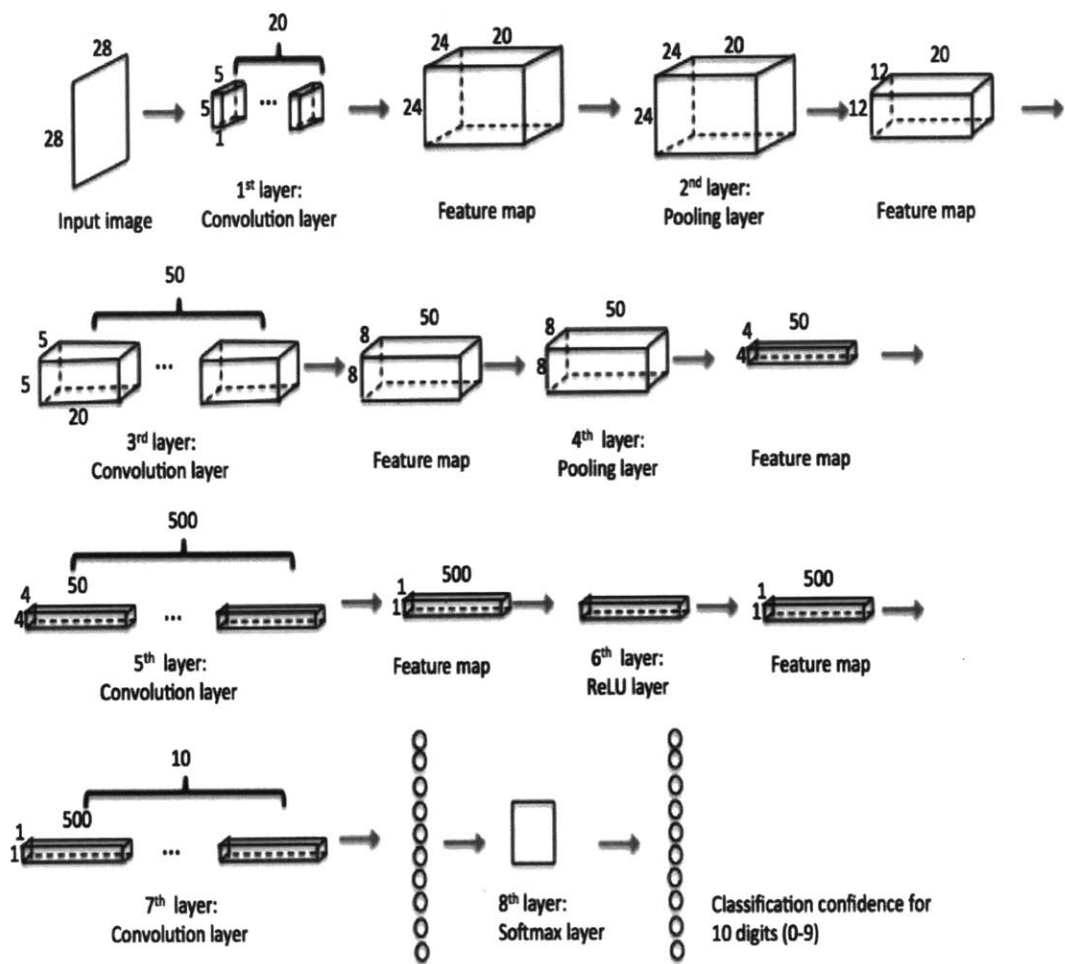 20
28
5
24
20
24
20
20
12
28
5
...
24
24
12
1
1st layer:
Convolution layer
2nd layer:
Pooling layer
Input image
Feature map
Feature map
50
5
8
50
8
50
4
50
5
...
8
8
4
20
3rd layer:
Convolution layer
Feature map
4th layer:
Pooling layer
Feature map
500
4
50
1
500
1
500
4
...
1
1
5th layer:
Convolution layer
Feature map
6th layer:
ReLU layer
Feature map
10
1
500
1
...
7th layer:
Convolution layer
8th layer:
Softmax layer
Classification confidence for
10 digits (0-9)